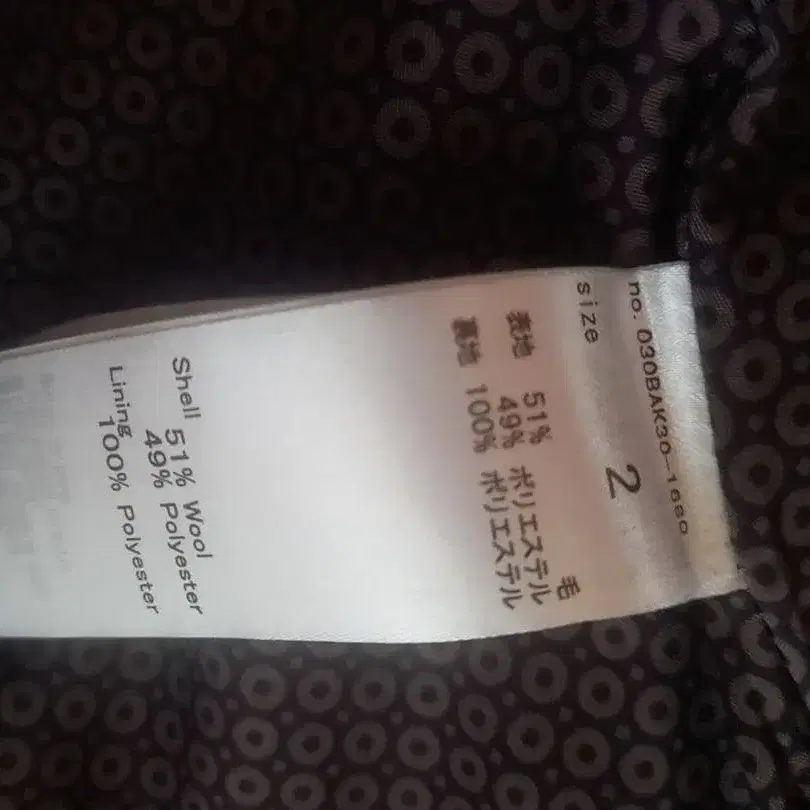 no. 030BAK30-1680
size 2
表地 51% 毛
49% ポリエステル
裏地 100% ポリエステル
Shell 51% Wool
49% Polyester
Lining
100% Polyester